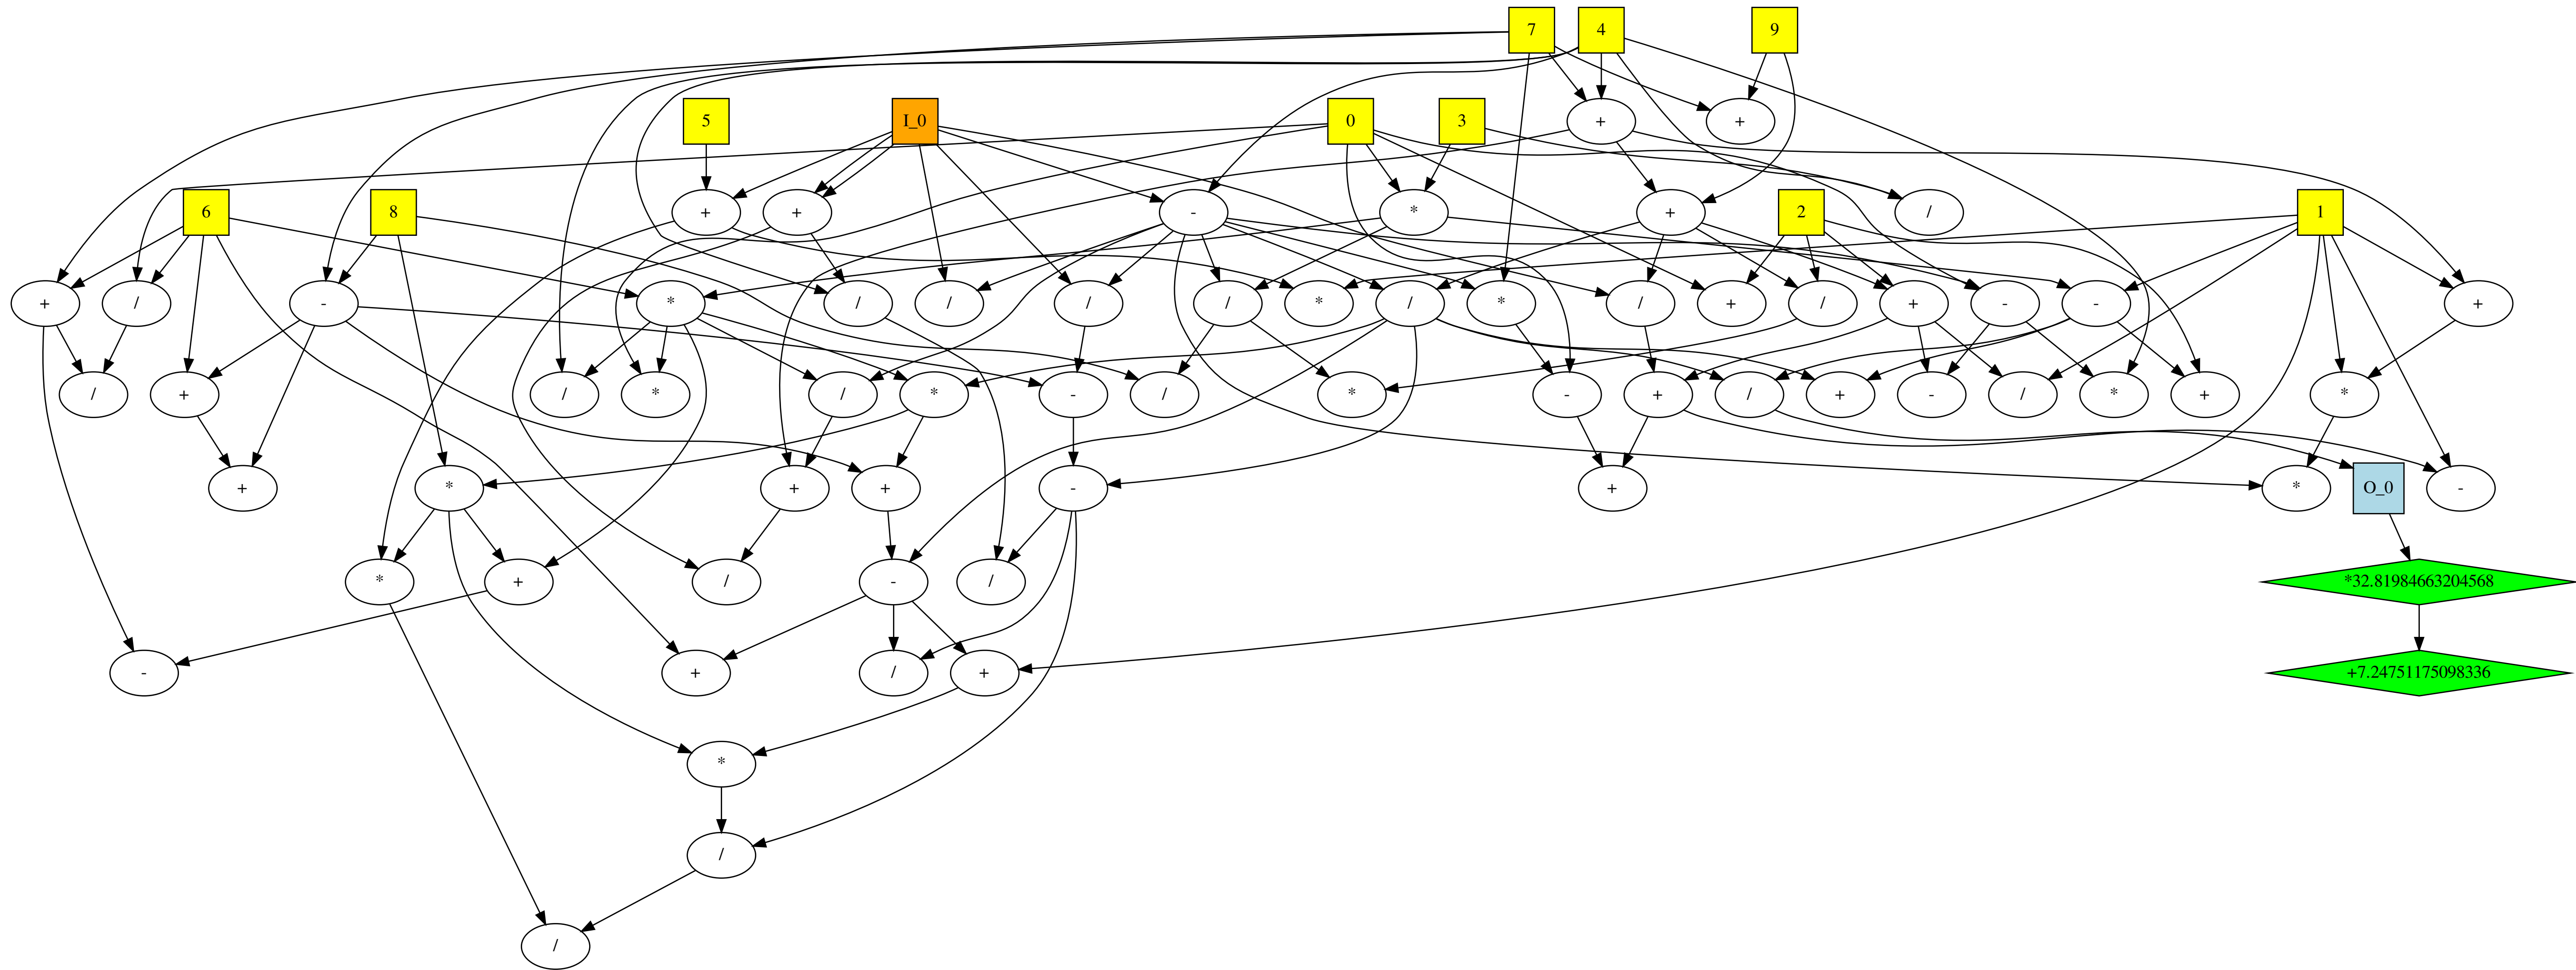 7 4 9
5 I_0 0 3 + +
6 8 + + - * + 2 / 1
+ / - * / / / / * / * / + / + - - +
/ + / * / * - / * - + / + - / * + *
+ * + + - + * O_0 -
* + / - / *32.81984663204568
- + / + +7.24751175098336
*
/
/